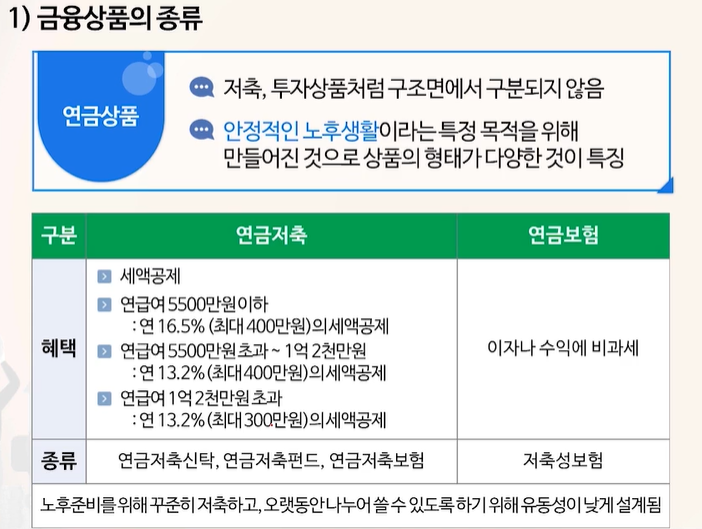 1) 금융상품의 종류
연금상품
저축, 투자상품처럼 구조면에서 구분되지 않음
안정적인 노후생활이라는 특정 목적을 위해
만들어진 것으로 상품의 형태가 다양한 것이 특징
구분 연금저축 연금보험
혜택
세액공제
연급여 5500만원 이하
: 연 16.5% (최대 400만원)의 세액공제
연급여 5500만원 초과 ~ 1억 2천만원
: 연 13.2% (최대 400만원)의 세액공제
연급여 1억 2천만원 초과
: 연 13.2% (최대 300만원)의 세액공제
이자나 수익에 비과세
종류 연금저축신탁, 연금저축펀드, 연금저축보험 저축성보험
노후준비를 위해 꾸준히 저축하고, 오랫동안 나누어 쓸 수 있도록 하기 위해 유동성이 낮게 설계됨